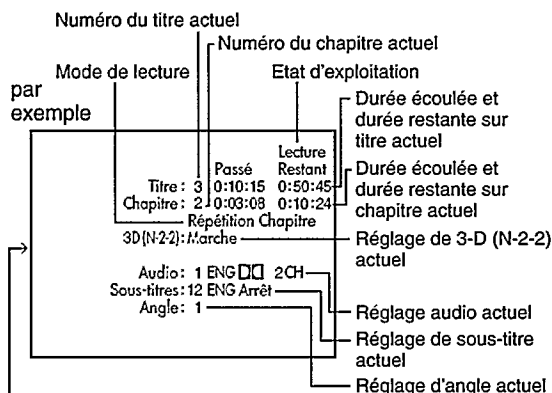 Numéro du titre actuel
Numéro du chapitre actuel
Mode de lecture
Etat d'exploitation
par
exemple
Durée écoulée et
durée restante sur
titre actuel
Lecture
Passé Restant
Titre : 3 0:10:15 0:50:45
Chapitre : 2 0:03:08 0:10:24
Durée écoulée et
durée restante sur
chapitre actuel
Répétition Chapitre
3D(N-2-2): Marche
Réglage de 3-D (N-2-2)
actuel
Audio : 1 ENG 2CH
Sous-titres : 12 ENG Arrêt
Angle : 1
Réglage audio actuel
Réglage de sous-titre
actuel
Réglage d'angle actuel